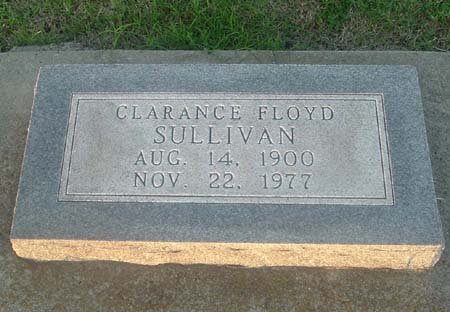 CLARANCE FLOYD
SULLIVAN
AUG. 14, 1900
NOV. 22, 1977